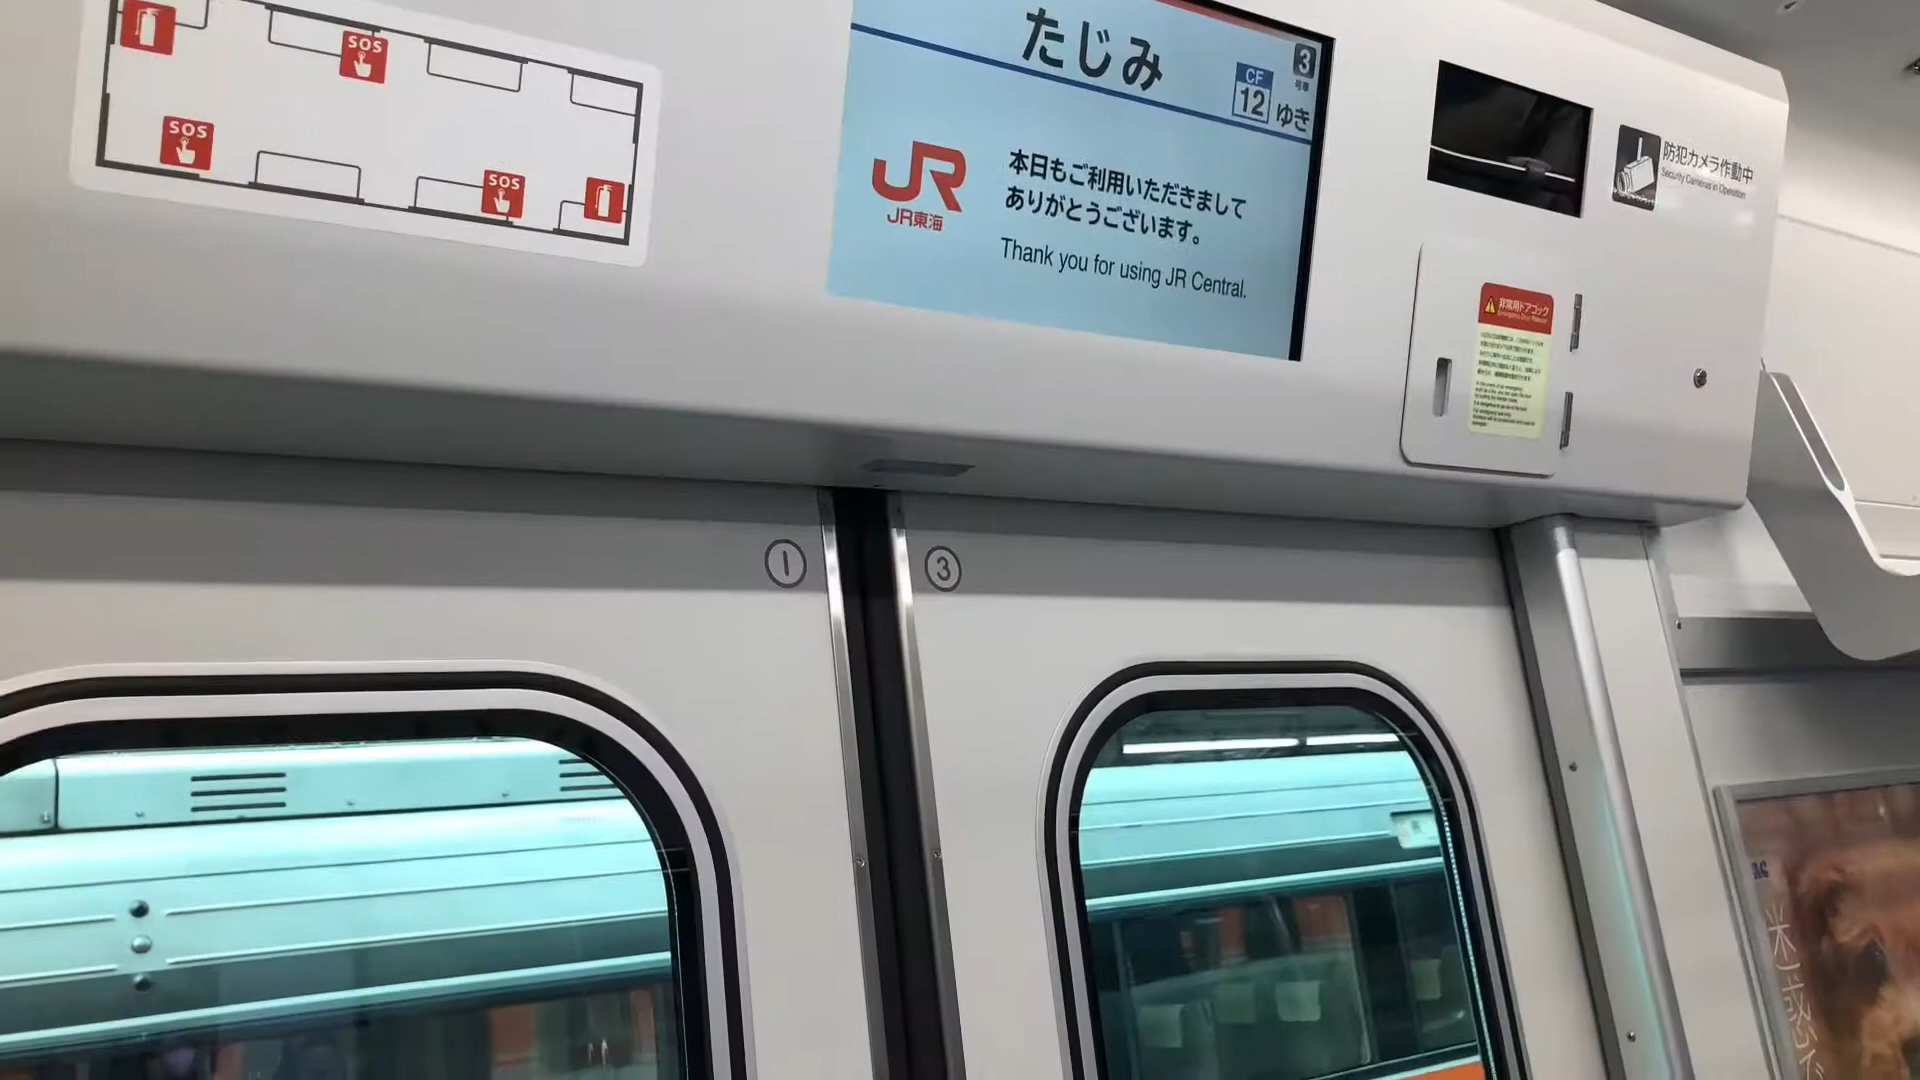 SOS
SOS
SOS
たじみ
3
号車
CF
12
ゆき
JR
JR東海
本日もご利用いただきまして
ありがとうございます。
Thank you for using JR Central.
防犯カメラ作動中
Security Cameras in Operation
非常用ドアコック
1
3